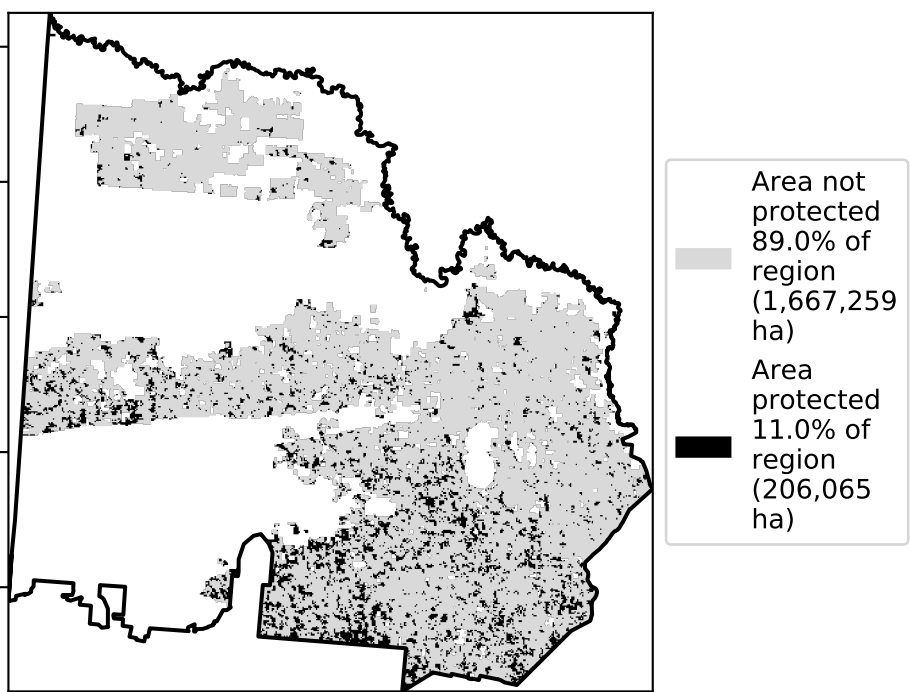 Area not
protected
89.0% of
region
(1,667,259
ha)
Area
protected
11.0% of
region
(206,065
ha)